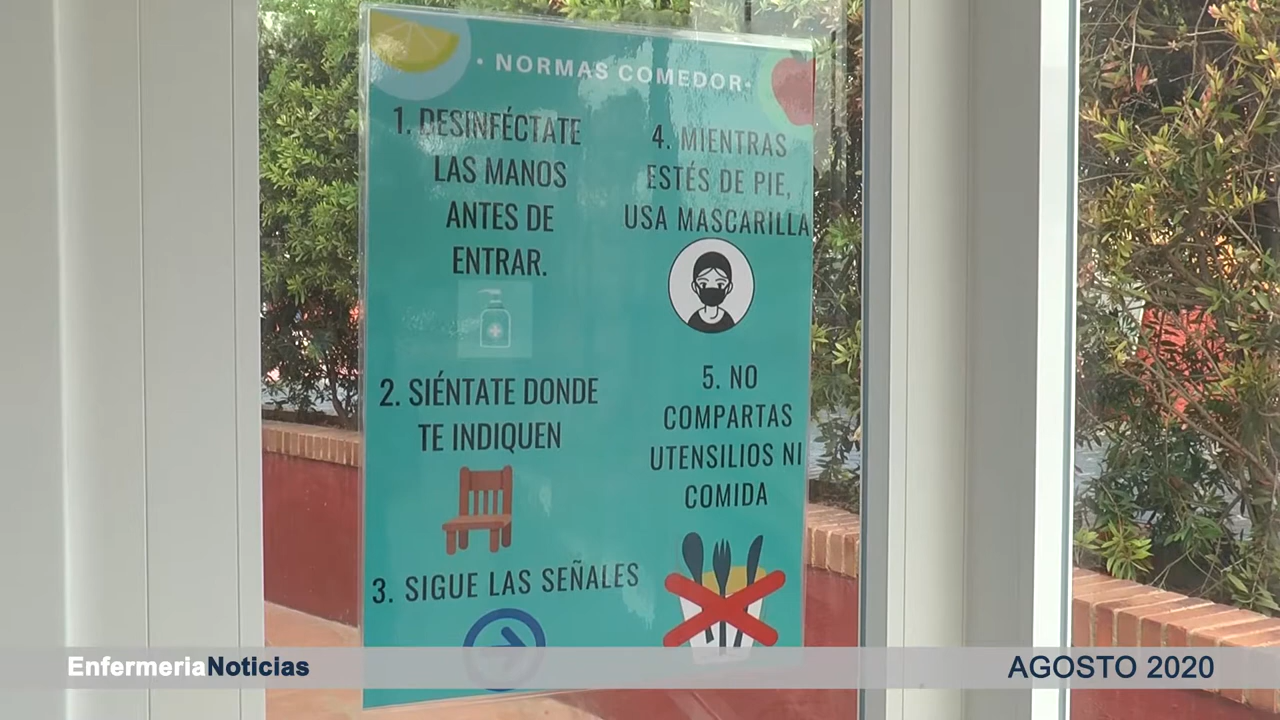 • NORMAS COMEDOR•
1. DESINFÉCTATE
LAS MANOS
ANTES DE
ENTRAR.
2. SIÉNTATE DONDE
TE INDIQUEN
3. SIGUE LAS SEÑALES
4. MIENTRAS
ESTÉS DE PIE,
USA MASCARILLA
5. NO
COMPARTAS
UTENSILIOS NI
COMIDA
EnfermeriaNoticias
AGOSTO 2020